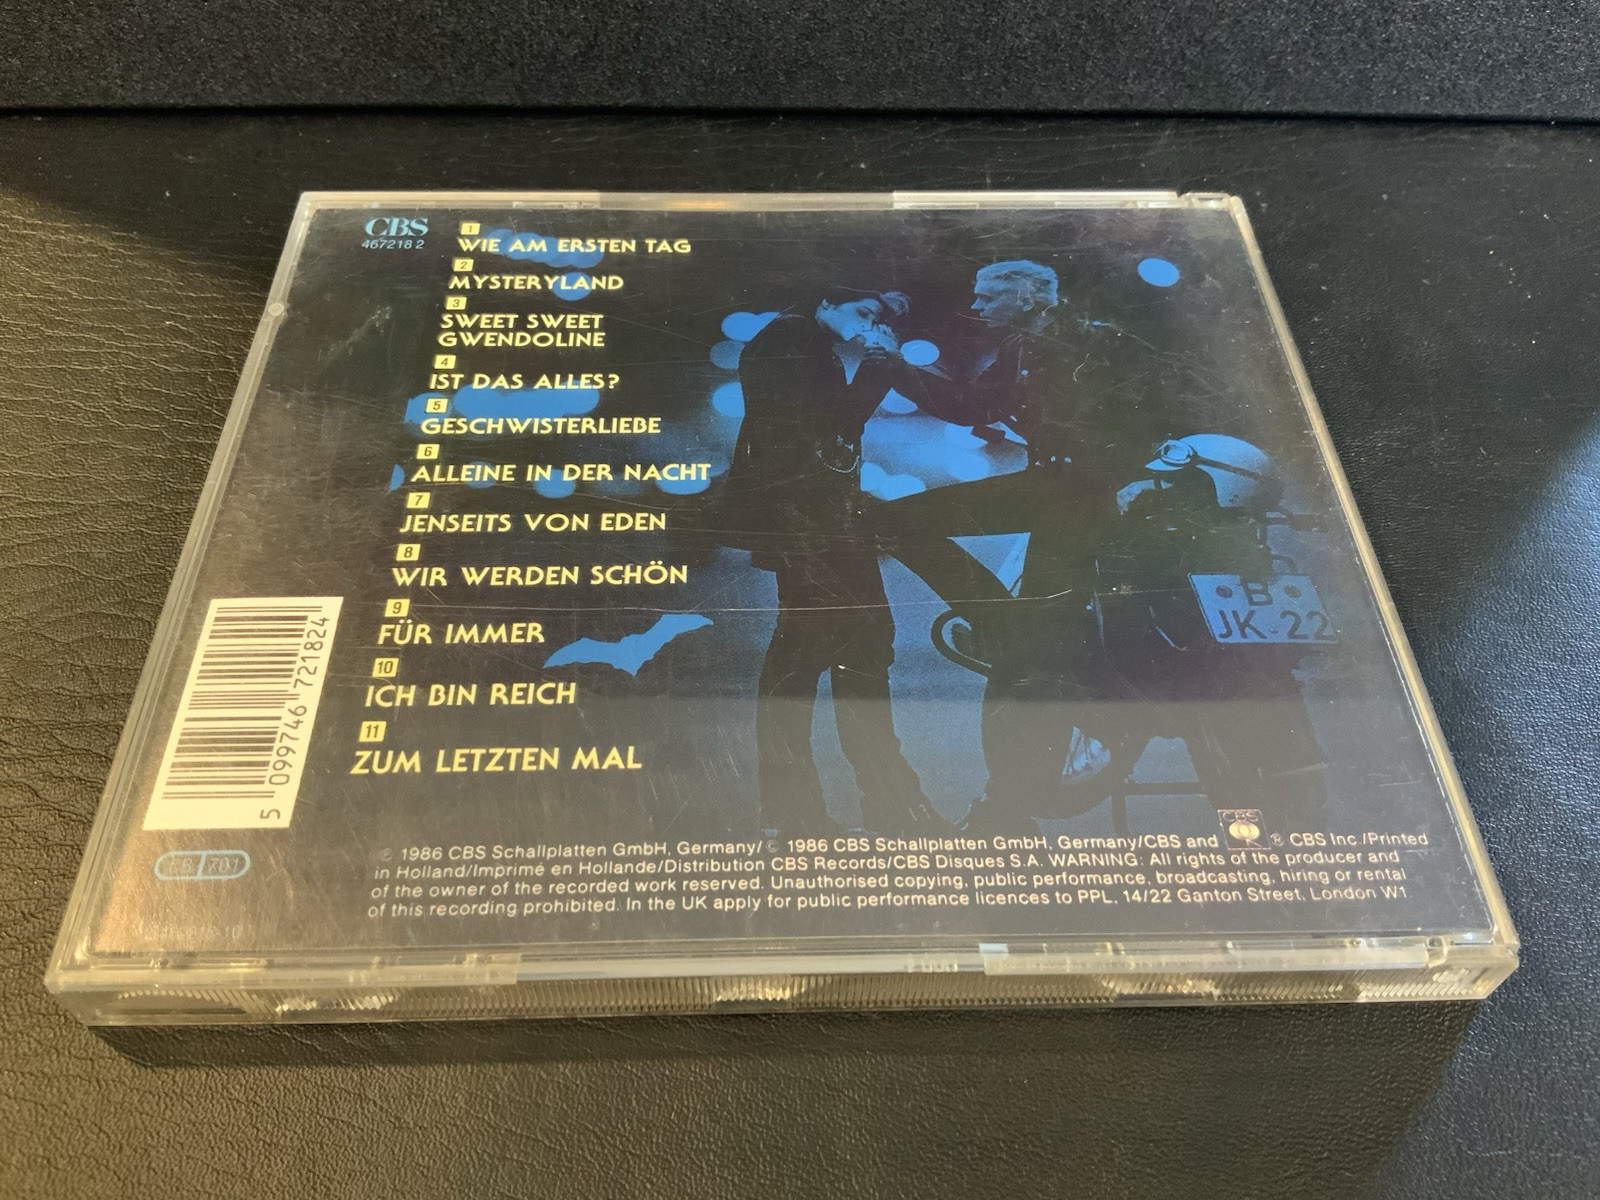 CBS
467218 2
1
WIE AM ERSTEN TAG
2
MYSTERYLAND
3
SWEET SWEET
GWENDOLINE
4
IST DAS ALLES?
5
GESCHWISTERLIEBE
6
ALLEINE IN DER NACHT
7
JENSEITS VON EDEN
8
WIR WERDEN SCHÖN
9
FÜR IMMER
10
ICH BIN REICH
11
ZUM LETZTEN MAL
5 099746 721824
B
JK·22
℗ 1986 CBS Schallplatten GmbH, Germany/© 1986 CBS Schallplatten GmbH, Germany/CBS and CBS ® CBS Inc./Printed
in Holland/Imprimé en Hollande/Distribution CBS Records/CBS Disques S.A. WARNING: All rights of the producer and
of the owner of the recorded work reserved. Unauthorised copying, public performance, broadcasting, hiring or rental
of this recording prohibited. In the UK apply for public performance licences to PPL, 14/22 Ganton Street, London W1